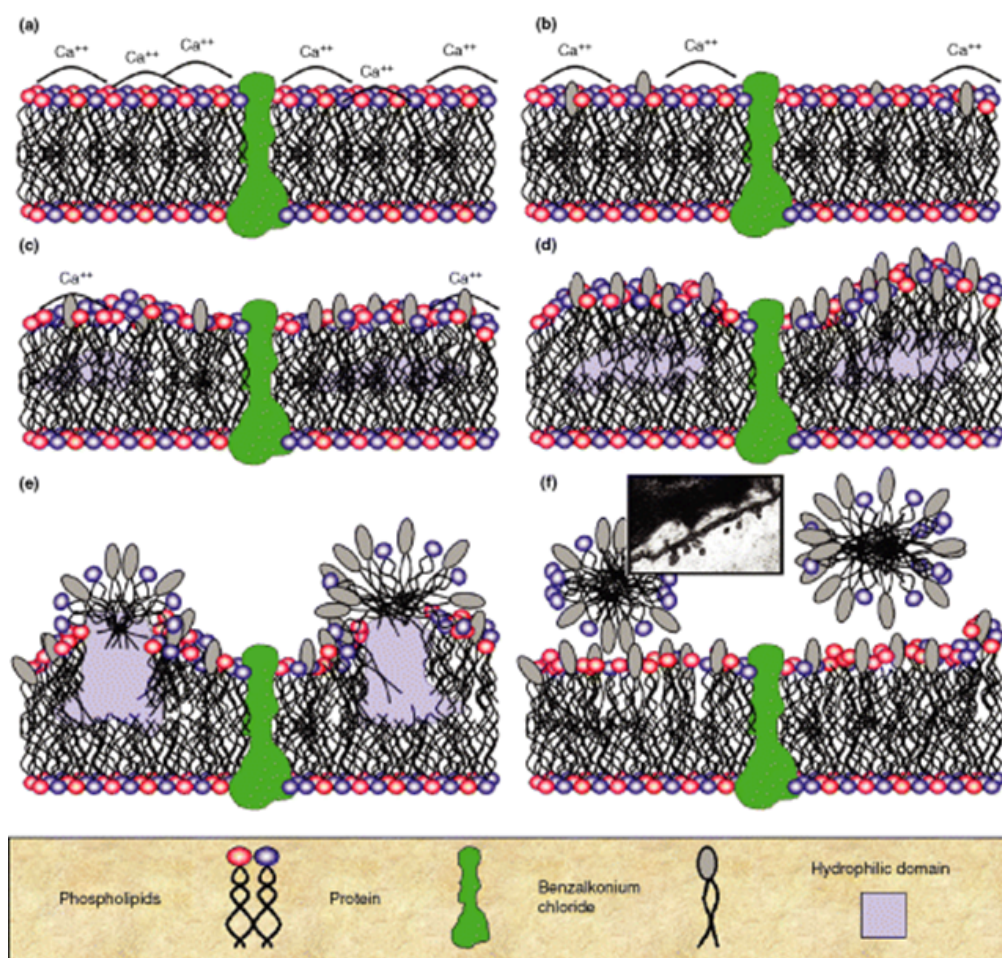 (a)
Ca++
Ca++
Ca++
Ca++
Ca++
Ca++
(b)
Ca++
Ca++
Ca++
(c)
Ca++
Ca++
(d)
(e)
(f)
Phospholipids
Protein
Benzalkonium
chloride
Hydrophilic domain